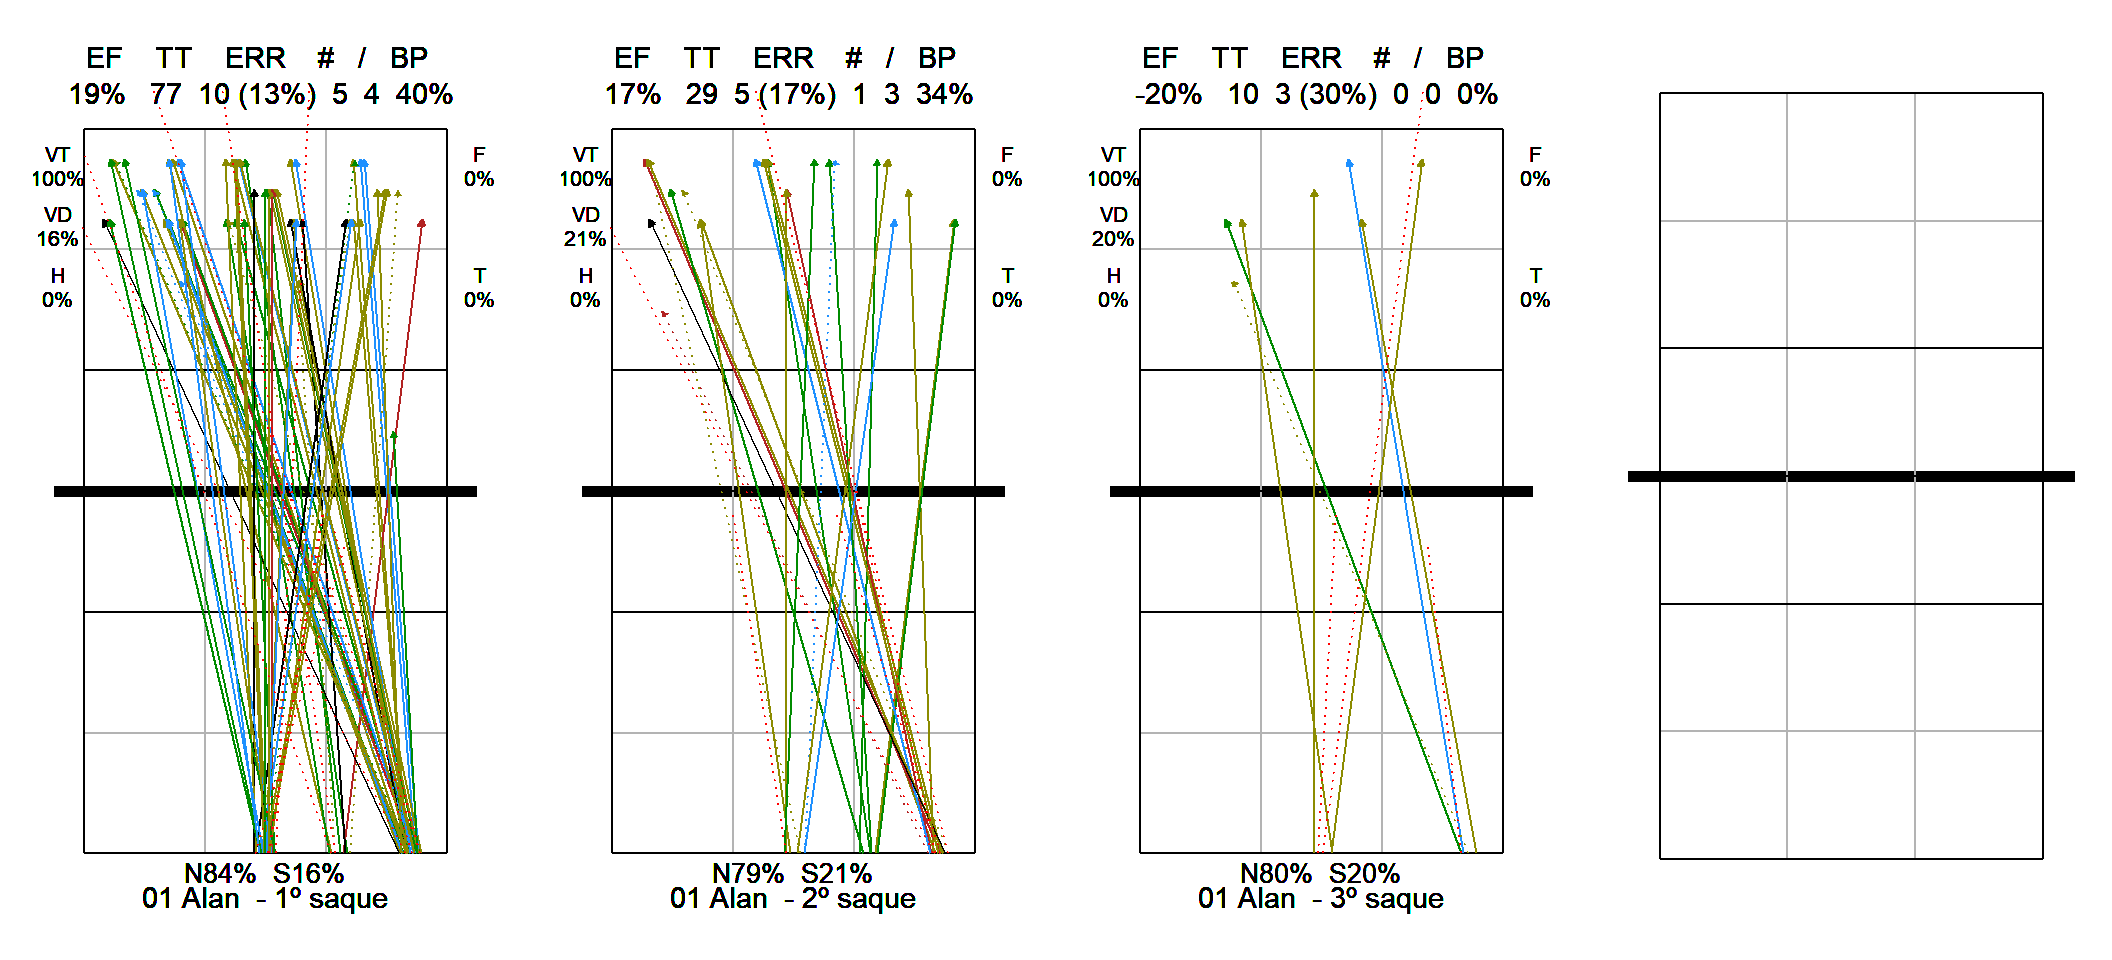 EF TT ERR # / BP
19% 77 10 (13%) 5 4 40%
VT
100%
VD
16%
H
0%
F
0%
T
0%
N84% S16%
01 Alan - 1º saque
EF TT ERR # / BP
17% 29 5 (17%) 1 3 34%
VT
100%
VD
21%
H
0%
F
0%
T
0%
N79% S21%
01 Alan - 2º saque
EF TT ERR # / BP
-20% 10 3 (30%) 0 0 0%
VT
100%
VD
20%
H
0%
F
0%
T
0%
N80% S20%
01 Alan - 3º saque